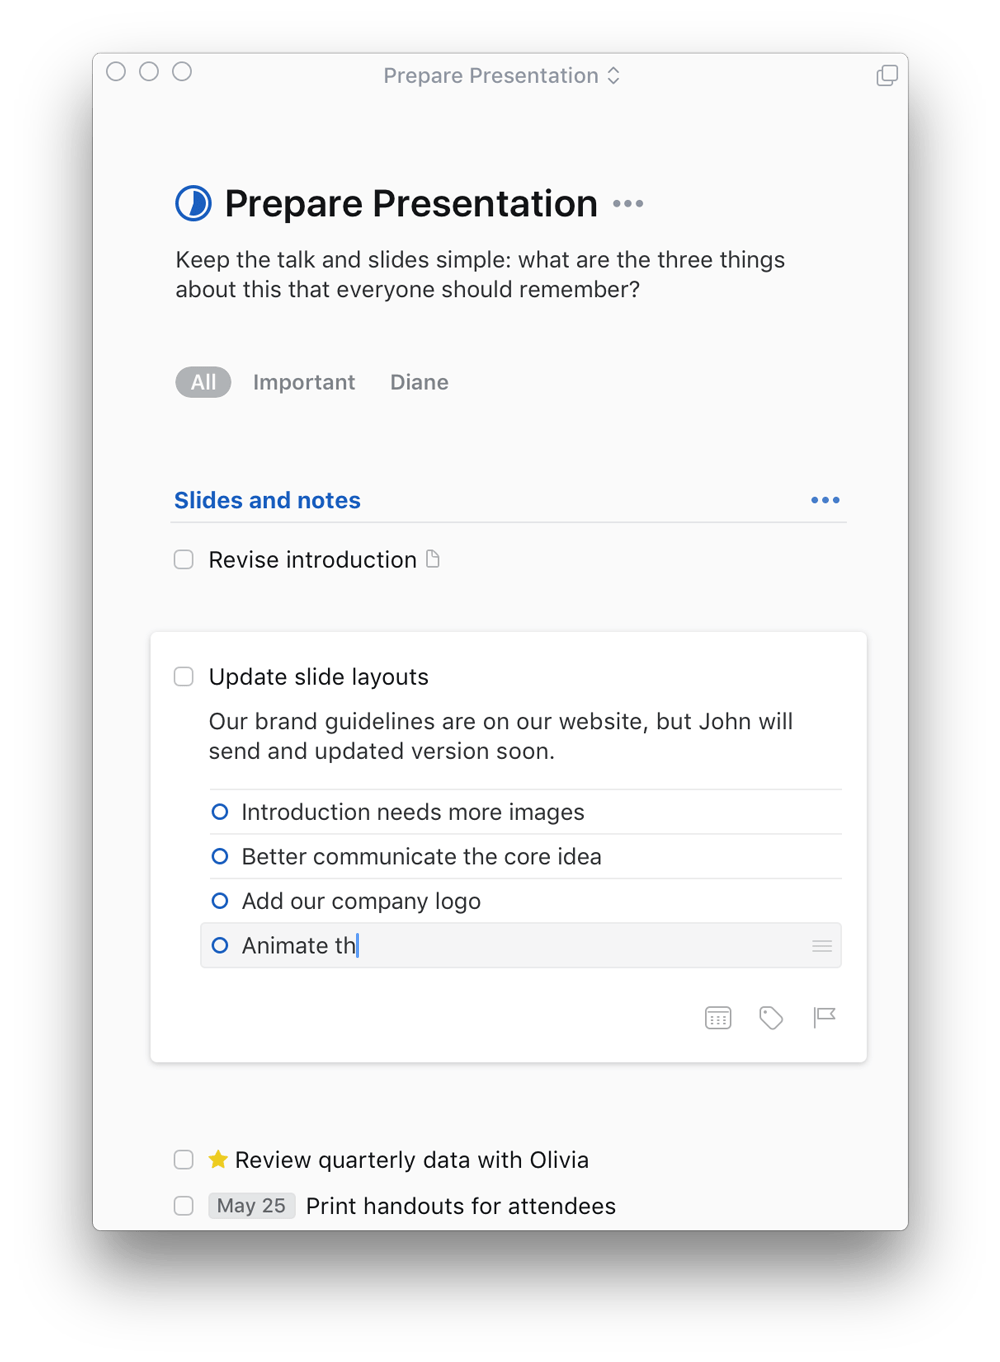 Prepare Presentation
Prepare Presentation
Keep the talk and slides simple: what are the three things
about this that everyone should remember?
All Important Diane
Slides and notes
Revise introduction
Update slide layouts
Our brand guidelines are on our website, but John will
send and updated version soon.
Introduction needs more images
Better communicate the core idea
Add our company logo
Animate th
Review quarterly data with Olivia
May 25 Print handouts for attendees